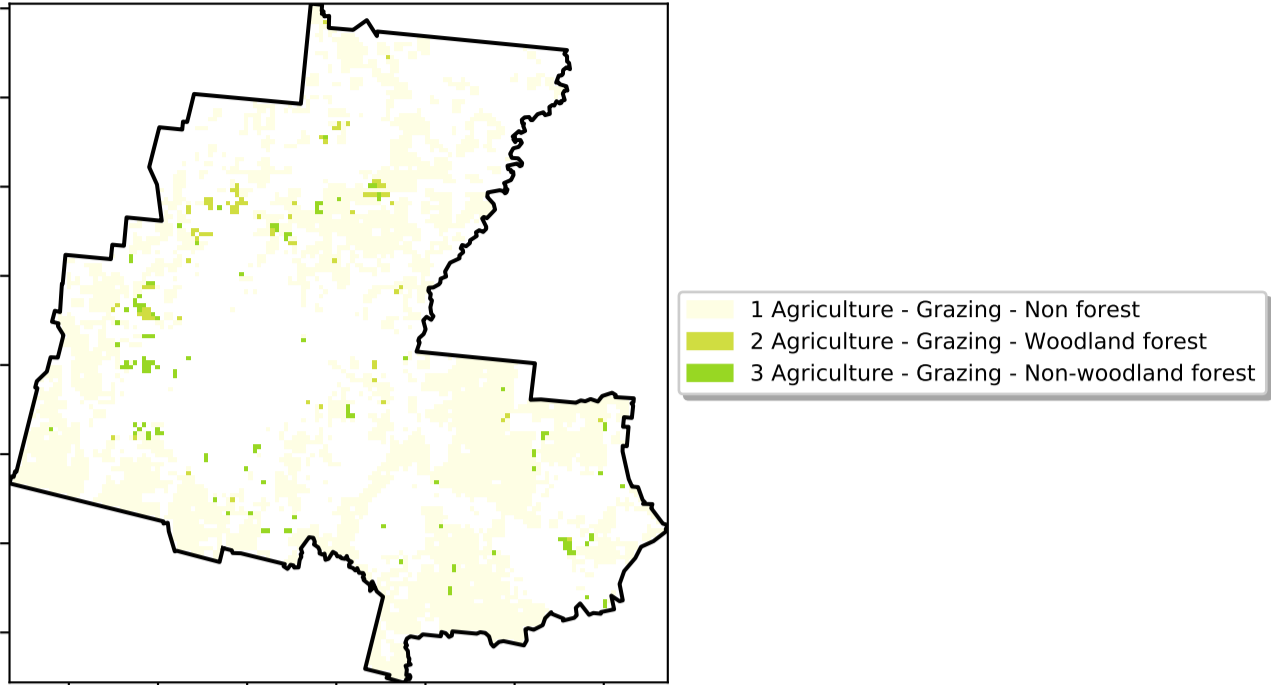 1 Agriculture - Grazing - Non forest
2 Agriculture - Grazing - Woodland forest
3 Agriculture - Grazing - Non-woodland forest